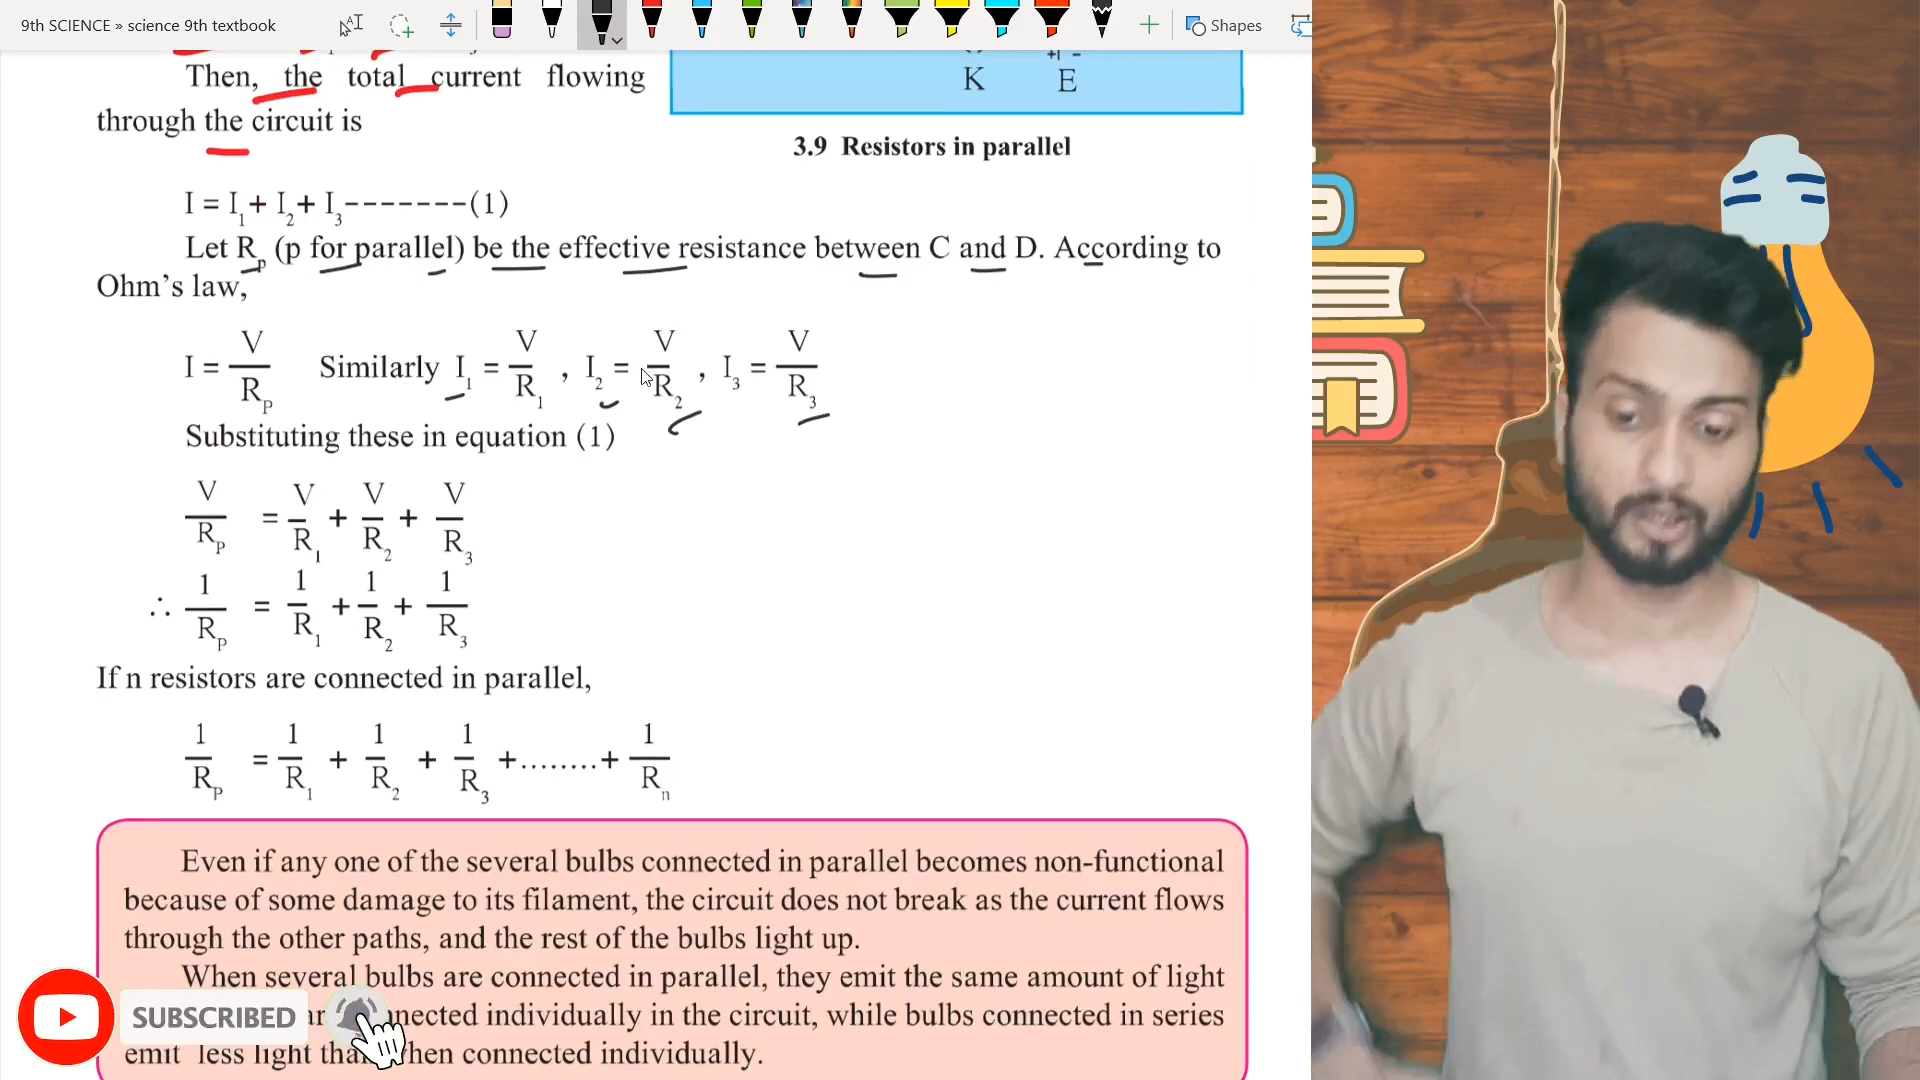 9th SCIENCE » science 9th textbook
Shapes
Then, the total current flowing
through the circuit is
K E
3.9 Resistors in parallel
I = I₁ + I₂ + I₃-------(1)
Let Rₚ (p for parallel) be the effective resistance between C and D. According to
Ohm’s law,
I = V/Rₚ Similarly I₁ = V/R₁ , I₂ = V/R₂ , I₃ = V/R₃
Substituting these in equation (1)
V/Rₚ = V/R₁ + V/R₂ + V/R₃
∴ 1/Rₚ = 1/R₁ + 1/R₂ + 1/R₃
If n resistors are connected in parallel,
1/Rₚ = 1/R₁ + 1/R₂ + 1/R₃ +........+ 1/Rₙ
Even if any one of the several bulbs connected in parallel becomes non-functional
because of some damage to its filament, the circuit does not break as the current flows
through the other paths, and the rest of the bulbs light up.
When several bulbs are connected in parallel, they emit the same amount of light
connected individually in the circuit, while bulbs connected in series
emit less light than when connected individually.
SUBSCRIBED